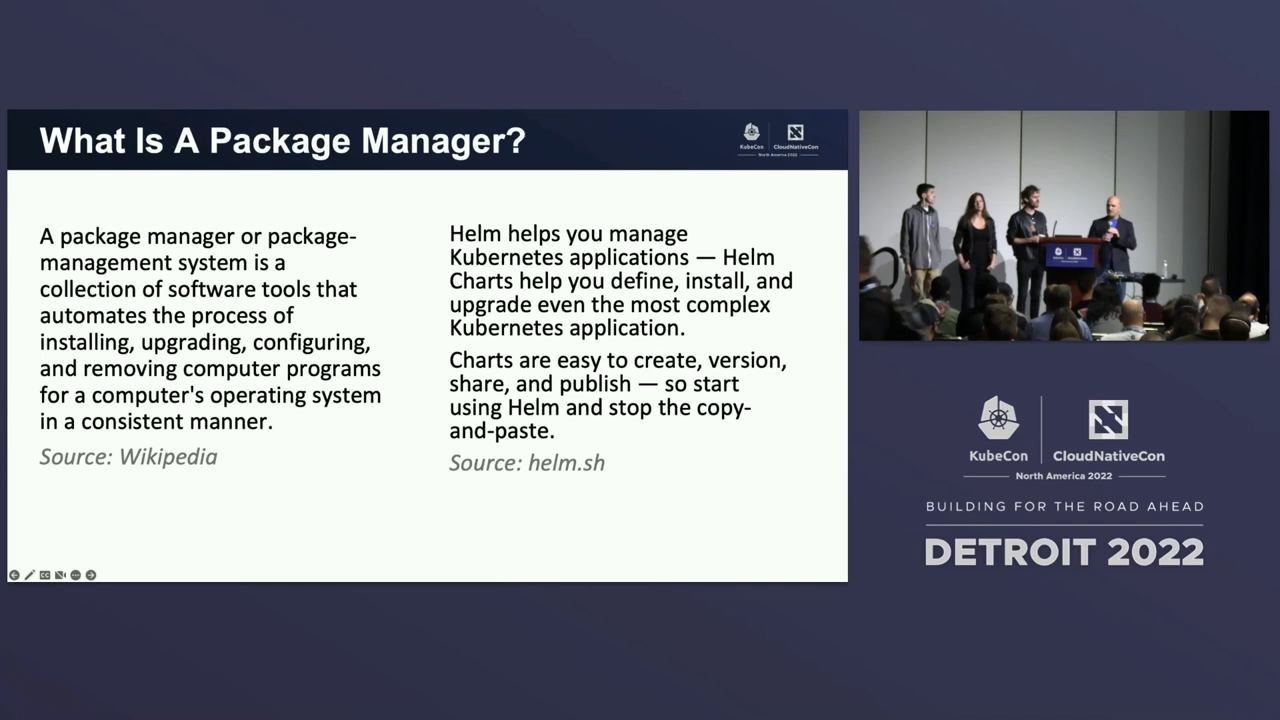 What Is A Package Manager?
KubeCon
CloudNativeCon
North America 2022
A package manager or package-
management system is a
collection of software tools that
automates the process of
installing, upgrading, configuring,
and removing computer programs
for a computer's operating system
in a consistent manner.
Source: Wikipedia
Helm helps you manage
Kubernetes applications — Helm
Charts help you define, install, and
upgrade even the most complex
Kubernetes application.
Charts are easy to create, version,
share, and publish — so start
using Helm and stop the copy-
and-paste.
Source: helm.sh
KubeCon
CloudNativeCon
North America 2022
BUILDING FOR THE ROAD AHEAD
DETROIT 2022